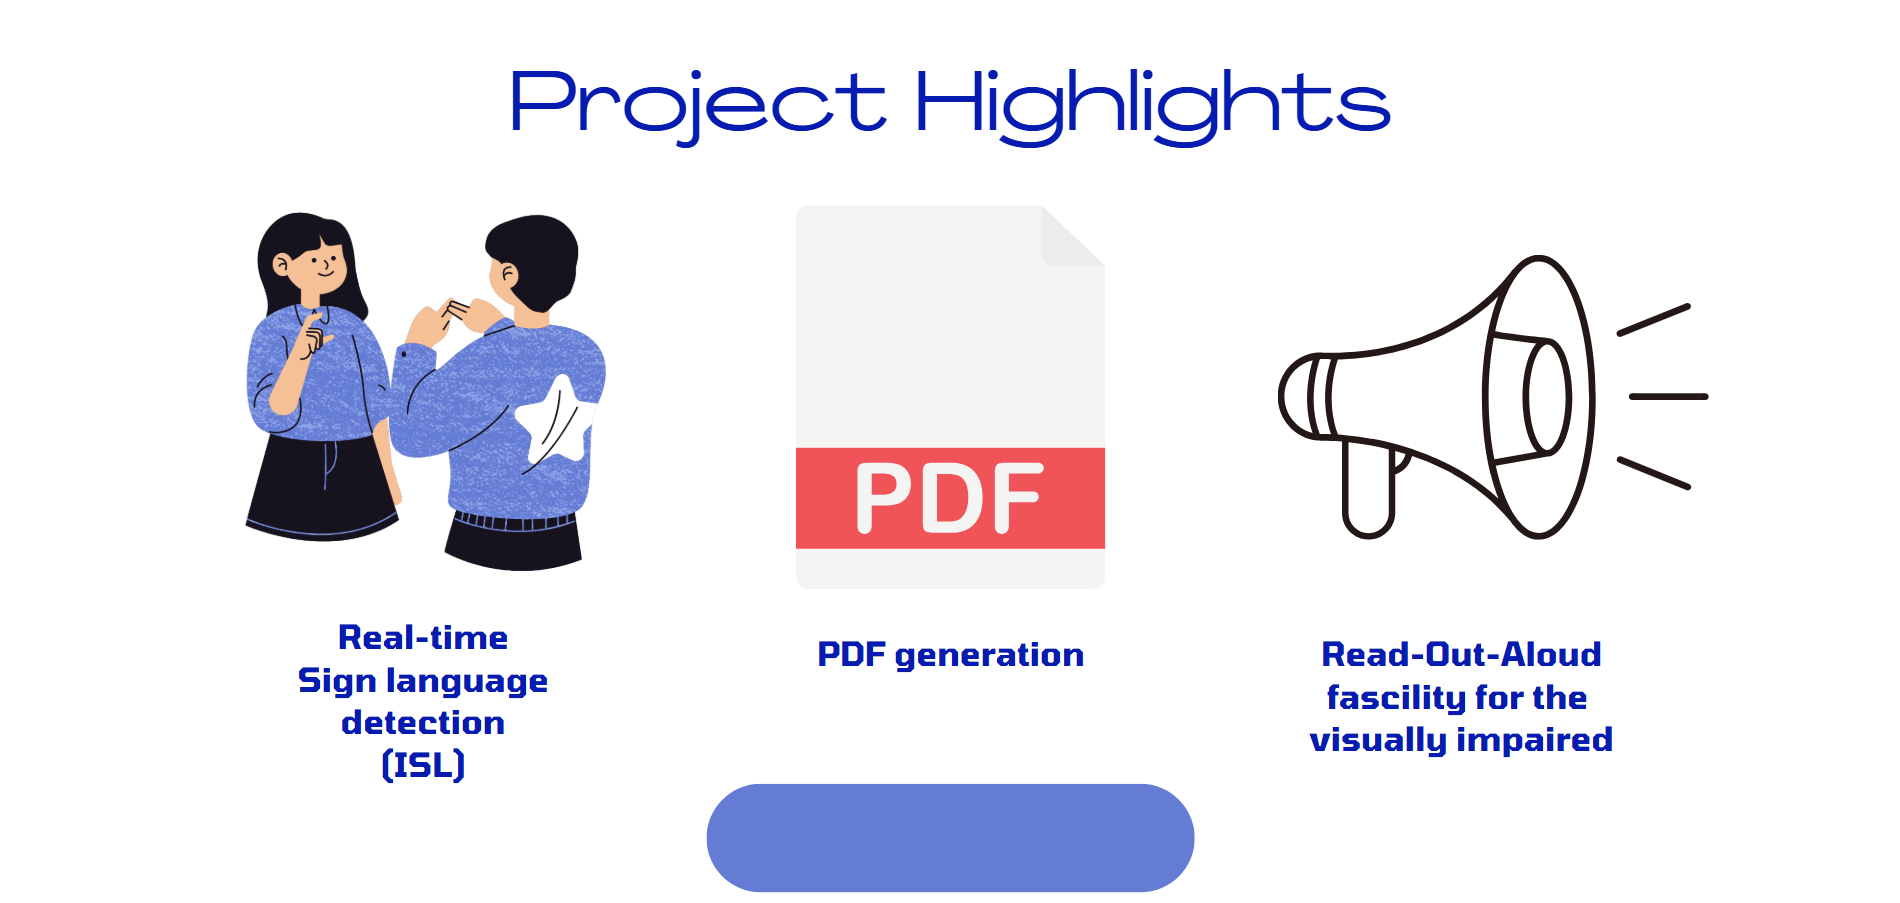 Project Highlights
PDF
Real-time
Sign language
detection
(ISL)
PDF generation
Read-Out-Aloud
fascility for the
visually impaired